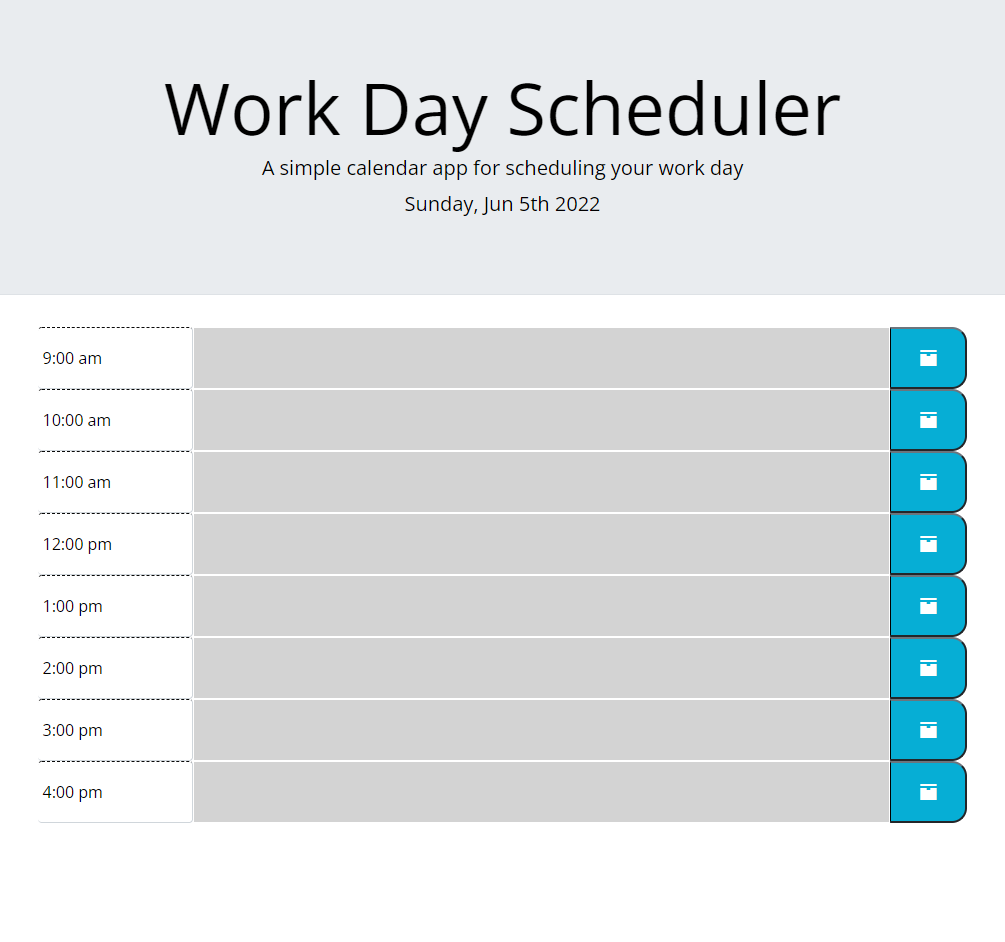 Work Day Scheduler
A simple calendar app for scheduling your work day
Sunday, Jun 5th 2022
9:00 am
10:00 am
11:00 am
12:00 pm
1:00 pm
2:00 pm
3:00 pm
4:00 pm